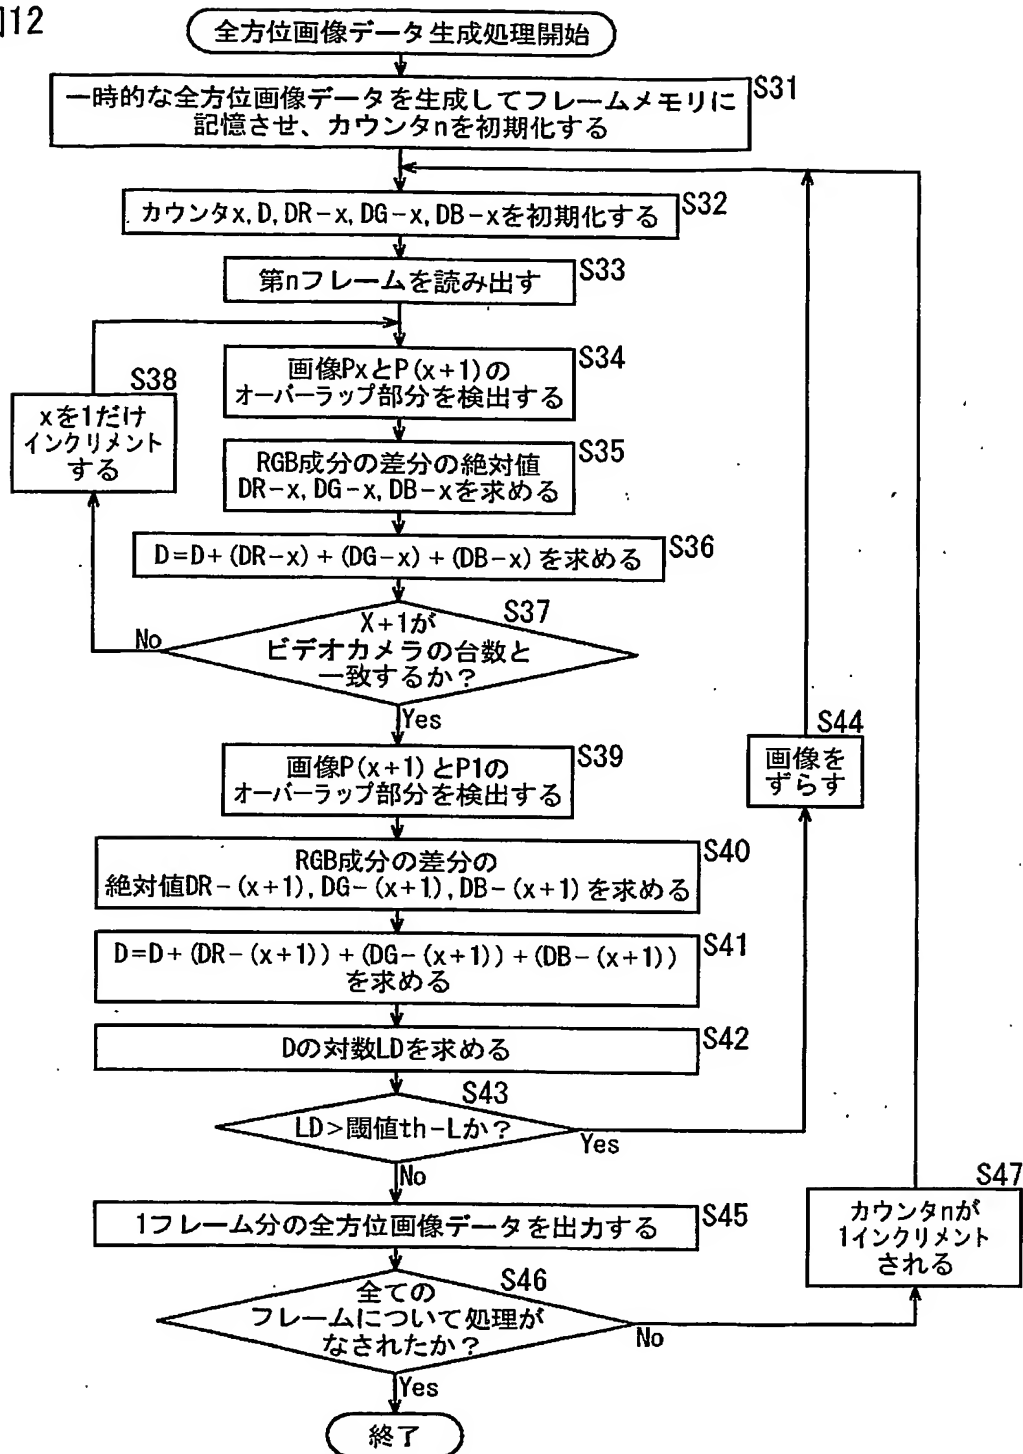 図12
全方位画像データ生成処理開始
一時的な全方位画像データを生成してフレームメモリに
記憶させ、カウンタnを初期化する
S31
カウンタx, D, DR-x, DG-x, DB-xを初期化する
S32
第nフレームを読み出す
S33
画像PxとP(x+1)の
オーバーラップ部分を検出する
S34
S38
xを1だけ
インクリメント
する
RGB成分の差分の絶対値
DR-x, DG-x, DB-xを求める
S35
D=D+(DR-x)+(DG-x)+(DB-x)を求める
S36
S37
X+1が
ビデオカメラの台数と
一致するか?
No
Yes
画像P(x+1)とP1の
オーバーラップ部分を検出する
S39
S44
画像を
ずらす
RGB成分の差分の
絶対値DR-(x+1), DG-(x+1), DB-(x+1)を求める
S40
D=D+(DR-(x+1))+(DG-(x+1))+(DB-(x+1))
を求める
S41
Dの対数LDを求める
S42
S43
LD>閾値th-Lか?
Yes
No
1フレーム分の全方位画像データを出力する
S45
S47
カウンタnが
1インクリメント
される
S46
全ての
フレームについて処理が
なされたか?
No
Yes
終了